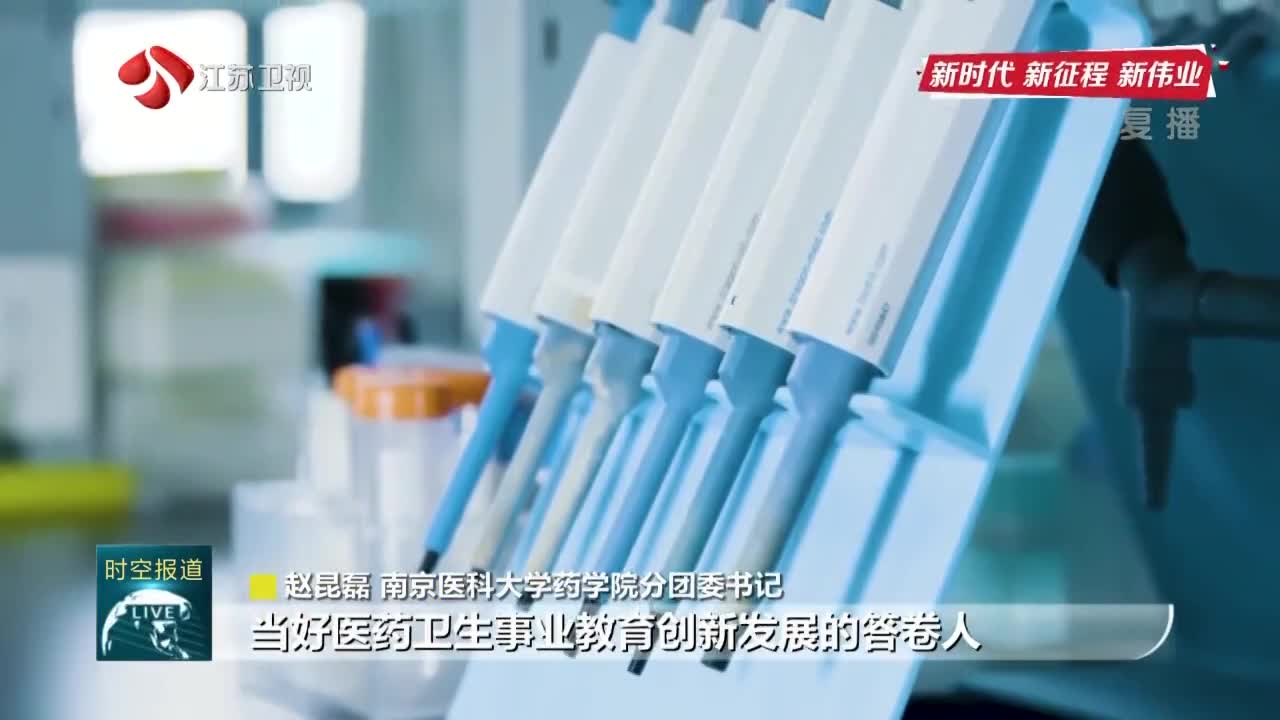 江苏卫视
新时代 新征程 新伟业
复播
时空报道
LIVE
赵昆磊 南京医科大学药学院分团委书记
当好医药卫生事业教育创新发展的答卷人